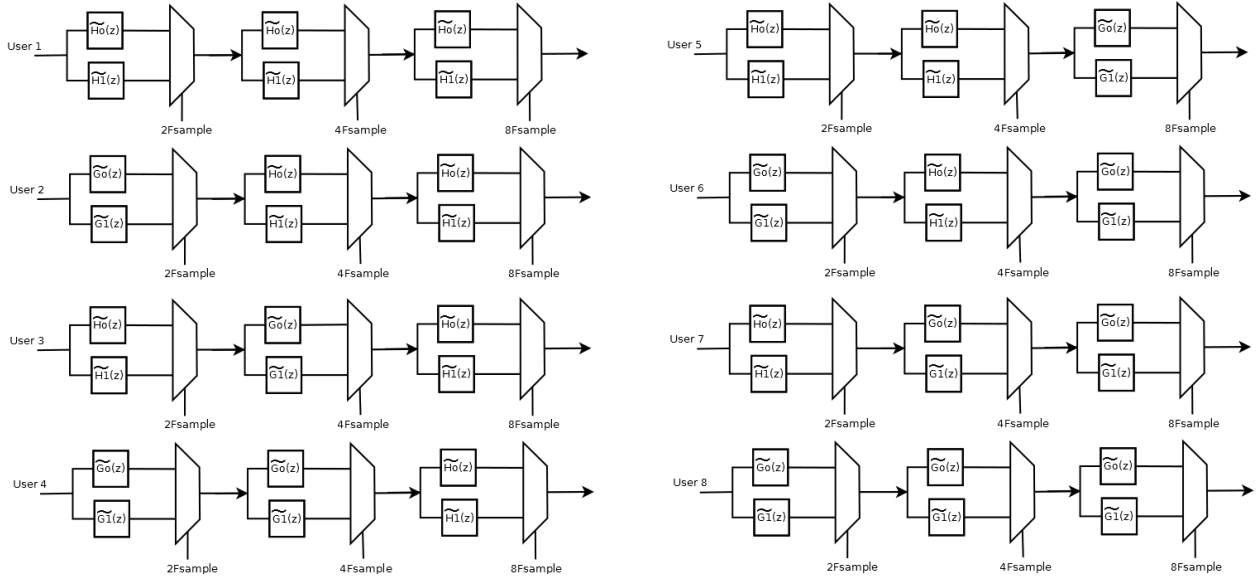 User 1
H̃o(z)
H̃1(z)
2Fsample
H̃o(z)
H̃1(z)
4Fsample
H̃o(z)
H̃1(z)
8Fsample
User 2
G̃o(z)
G̃1(z)
2Fsample
H̃o(z)
H̃1(z)
4Fsample
H̃o(z)
H̃1(z)
8Fsample
User 3
H̃o(z)
H̃1(z)
2Fsample
G̃o(z)
G̃1(z)
4Fsample
H̃o(z)
H̃1(z)
8Fsample
User 4
G̃o(z)
G̃1(z)
2Fsample
G̃o(z)
G̃1(z)
4Fsample
H̃o(z)
H̃1(z)
8Fsample
User 5
H̃o(z)
H̃1(z)
2Fsample
H̃o(z)
H̃1(z)
4Fsample
G̃o(z)
G̃1(z)
8Fsample
User 6
G̃o(z)
G̃1(z)
2Fsample
H̃o(z)
H̃1(z)
4Fsample
G̃o(z)
G̃1(z)
8Fsample
User 7
H̃o(z)
H̃1(z)
2Fsample
G̃o(z)
G̃1(z)
4Fsample
G̃o(z)
G̃1(z)
8Fsample
User 8
G̃o(z)
G̃1(z)
2Fsample
G̃o(z)
G̃1(z)
4Fsample
G̃o(z)
G̃1(z)
8Fsample